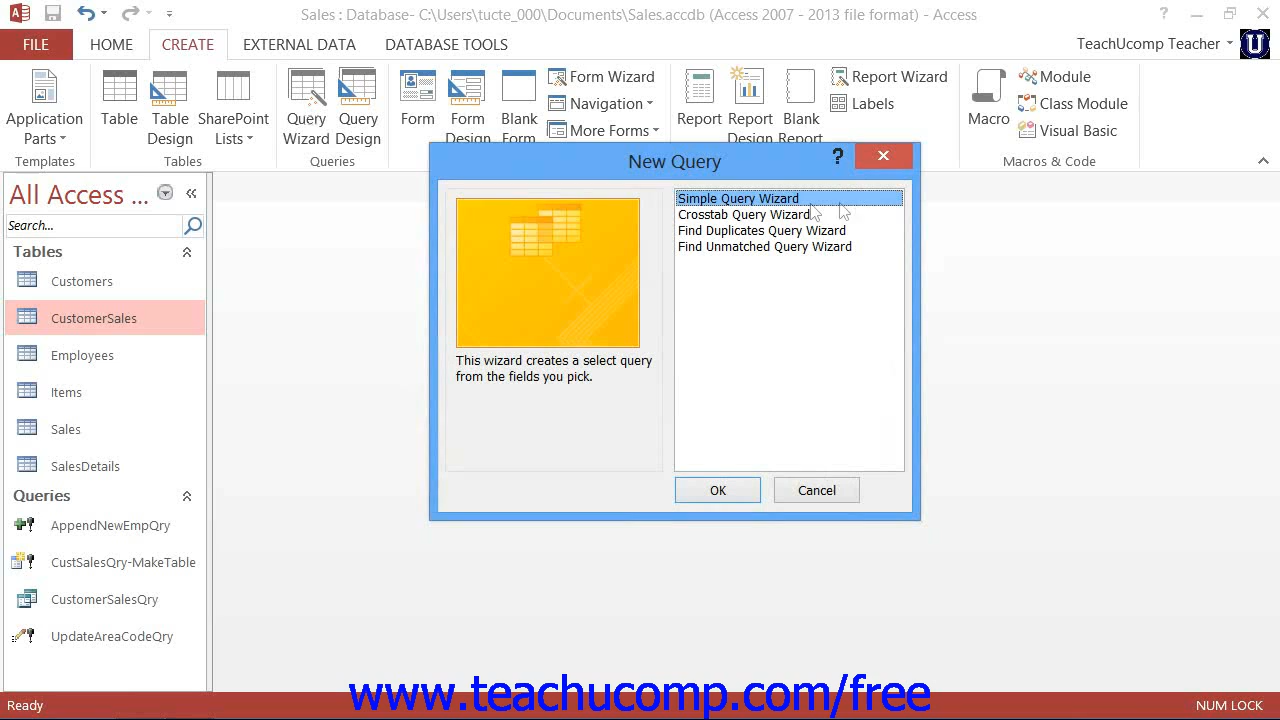 Sales : Database- C:\Users\tucte_000\Documents\Sales.accdb (Access 2007 - 2013 file format) - Access
?
FILE HOME CREATE EXTERNAL DATA DATABASE TOOLS
TeachUcomp Teacher
U
Application Parts
Table
Table Design
SharePoint Lists
Query Wizard
Query Design
Form
Form Design
Blank Form
Form Wizard
Navigation
More Forms
Report
Report Design
Blank Report
Report Wizard
Labels
Macro
Module
Class Module
Visual Basic
Templates
Tables
Queries
Macros & Code
All Access ...
Search...
Tables
Customers
CustomerSales
Employees
Items
Sales
SalesDetails
Queries
AppendNewEmpQry
CustSalesQry-MakeTable
CustomerSalesQry
UpdateAreaCodeQry
New Query
?
This wizard creates a select query
from the fields you pick.
Simple Query Wizard
Crosstab Query Wizard
Find Duplicates Query Wizard
Find Unmatched Query Wizard
OK
Cancel
www.teachucomp.com/free
Ready
NUM LOCK